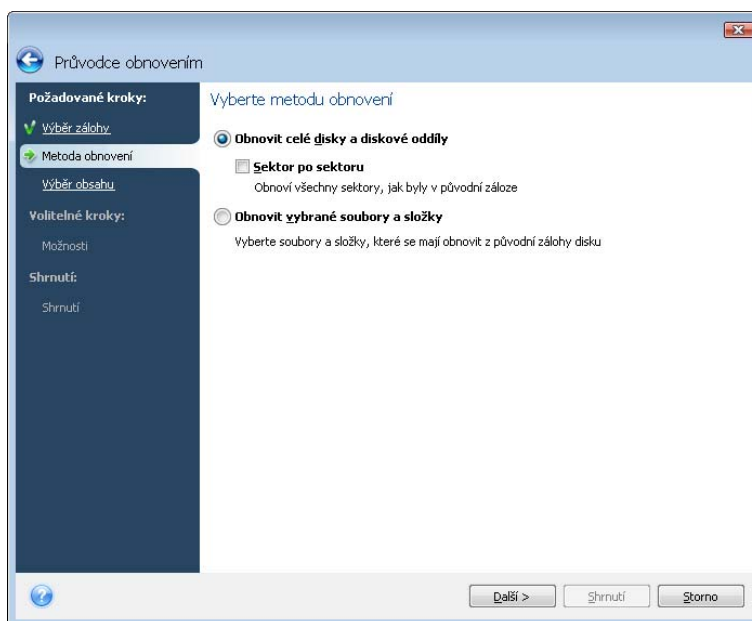 Průvodce obnovením
Požadované kroky:
Výběr zálohy
Metoda obnovení
Výběr obsahu
Volitelné kroky:
Možnosti
Shrnutí:
Shrnutí
Vyberte metodu obnovení
Obnovit celé disky a diskové oddíly
Sektor po sektoru
Obnoví všechny sektory, jak byly v původní záloze
Obnovit vybrané soubory a složky
Vyberte soubory a složky, které se mají obnovit z původní zálohy disku
Další >
Shrnutí
Storno